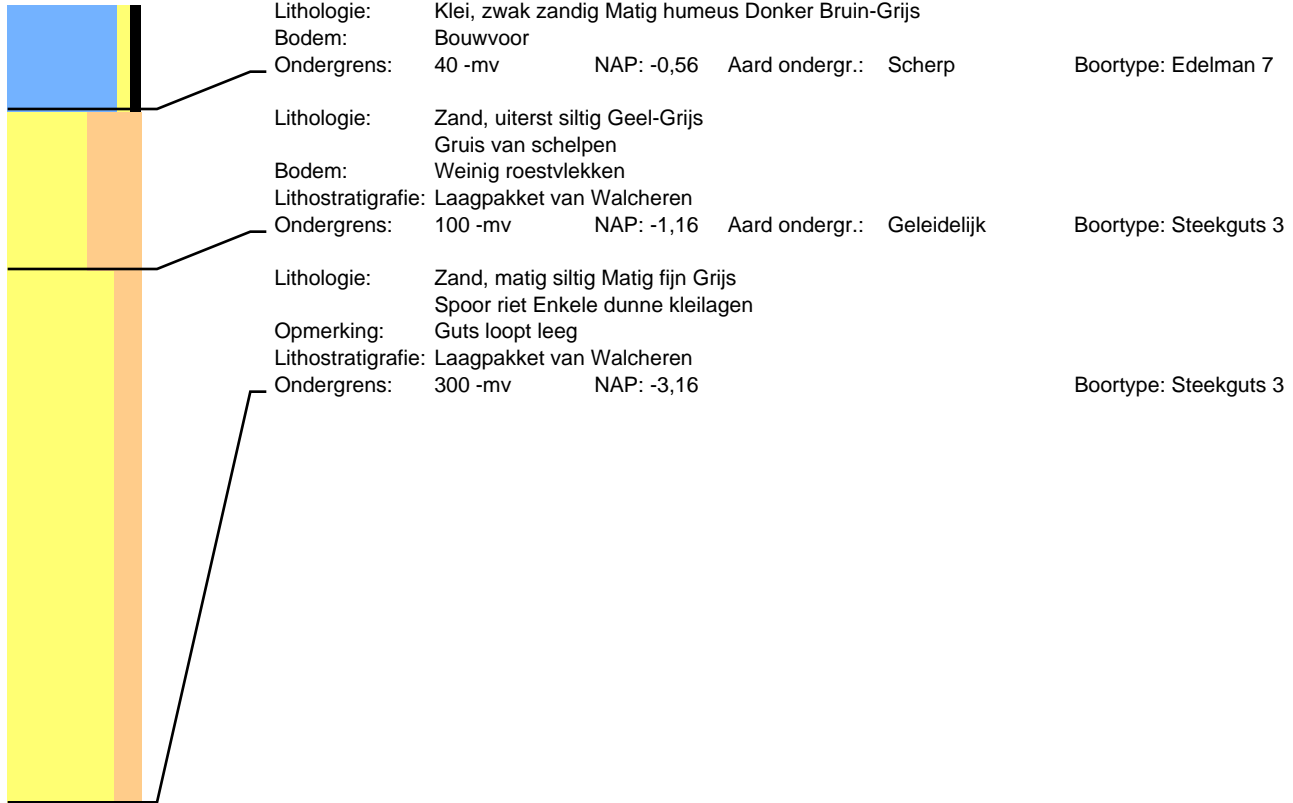 Lithologie: Klei, zwak zandig Matig humeus Donker Bruin-Grijs
Bodem: Bouwvoor
Ondergrens: 40 -mv NAP: -0,56 Aard ondergr.: Scherp Boortype: Edelman 7
Lithologie: Zand, uiterst siltig Geel-Grijs
Gruis van schelpen
Bodem: Weinig roestvlekken
Lithostratigrafie: Laagpakket van Walcheren
Ondergrens: 100 -mv NAP: -1,16 Aard ondergr.: Geleidelijk Boortype: Steekguts 3
Lithologie: Zand, matig siltig Matig fijn Grijs
Spoor riet Enkele dunne kleilagen
Opmerking: Guts loopt leeg
Lithostratigrafie: Laagpakket van Walcheren
Ondergrens: 300 -mv NAP: -3,16 Boortype: Steekguts 3